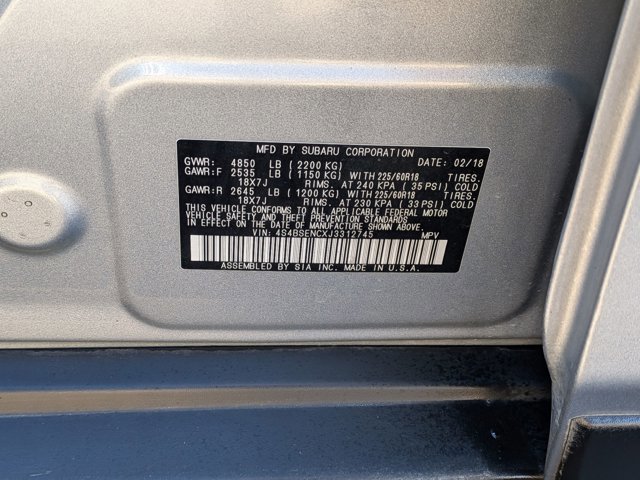 MFD BY SUBARU CORPORATION
GVWR: 4850 LB ( 2200 KG) DATE: 02/18
GAWR:F 2535 LB ( 1150 KG) WITH 225/60R18 TIRES.
18X7J RIMS. AT 240 KPA ( 35 PSI) COLD
GAWR:R 2645 LB ( 1200 KG) WITH 225/60R18 TIRES.
18X7J RIMS. AT 230 KPA ( 33 PSI) COLD
THIS VEHICLE CONFORMS TO ALL APPLICABLE FEDERAL MOTOR
VEHICLE SAFETY AND THEFT PREVENTION STANDARDS
IN EFFECT ON THE DATE OF MANUFACTURE SHOWN ABOVE.
VIN: 4S4BSENCXJ3312745 MPV
ASSEMBLED BY SIA INC. MADE IN U.S.A.